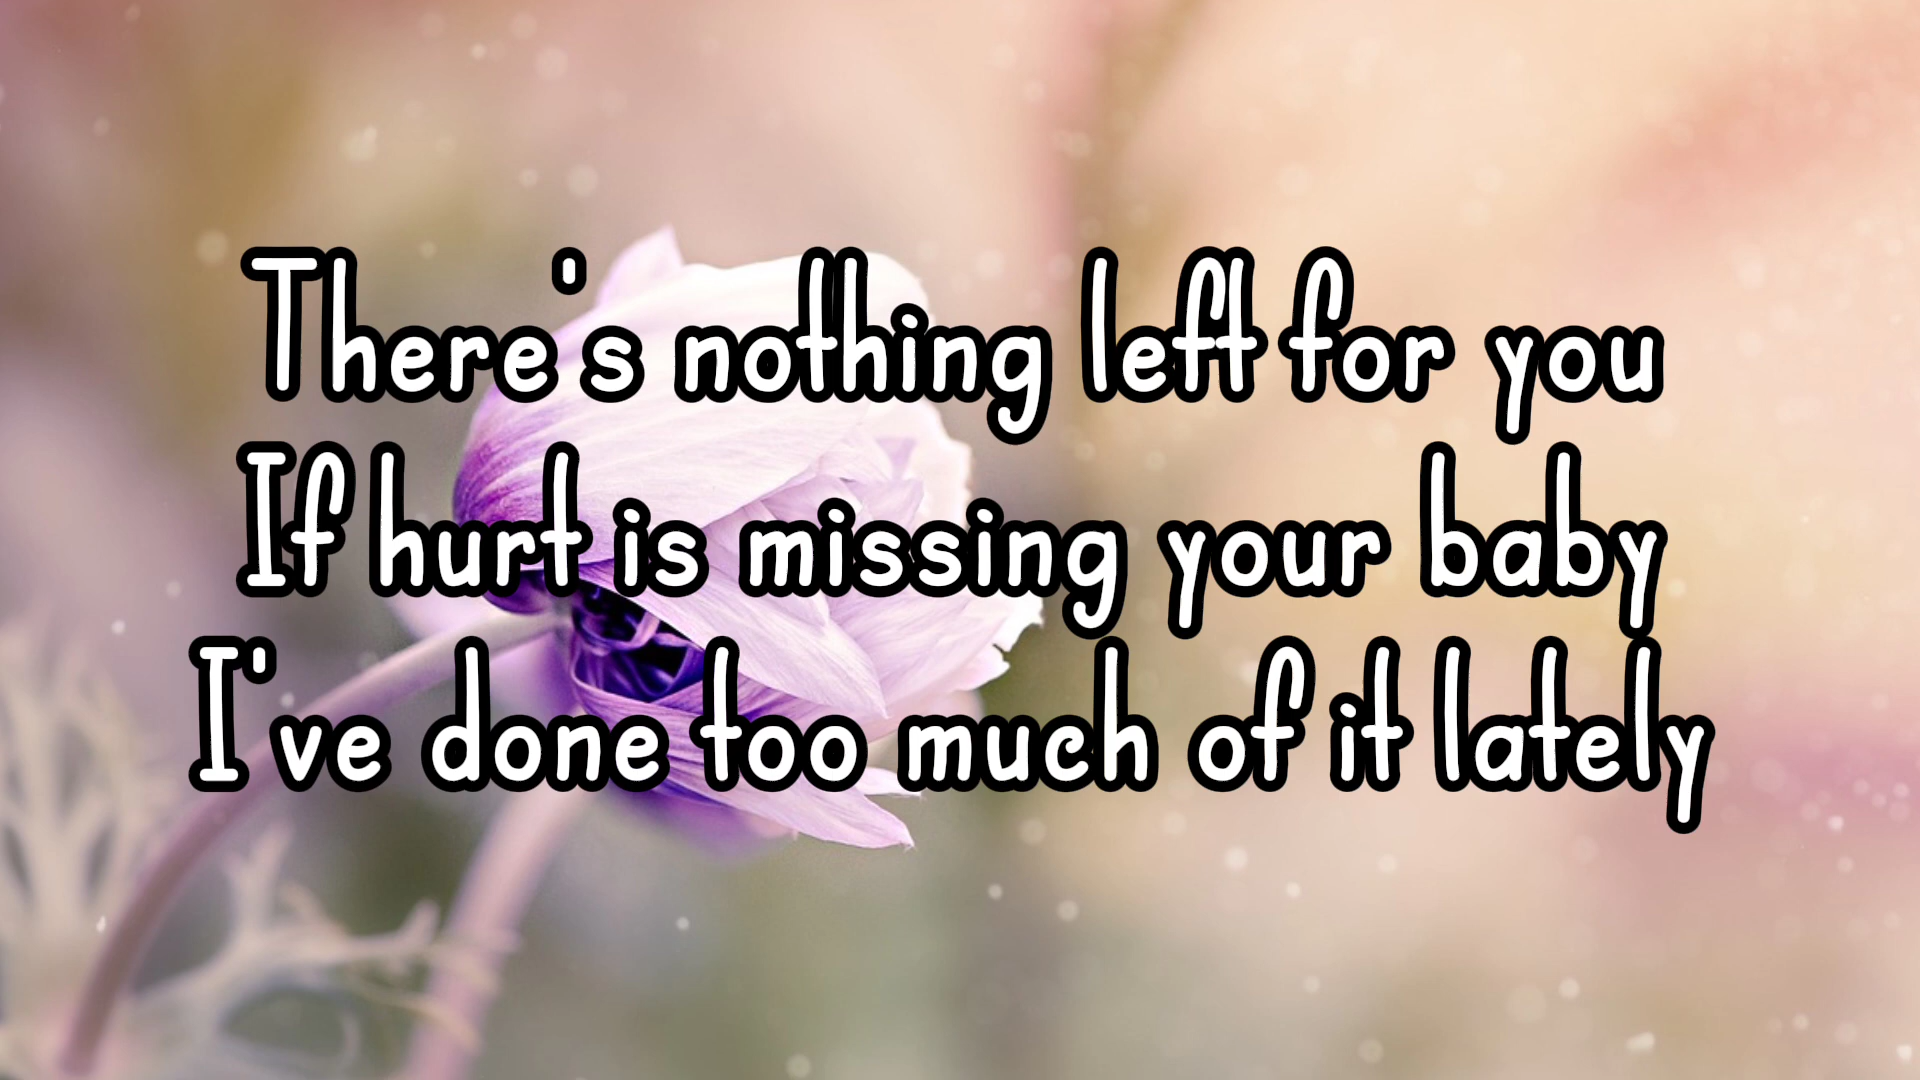 There's nothing left for you
If hurt is missing your baby
I've done too much of it lately